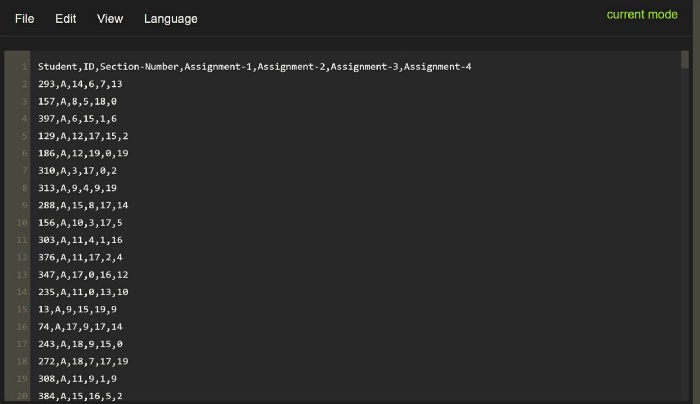 File Edit View Language current mode
1 Student,ID,Section-Number,Assignment-1,Assignment-2,Assignment-3,Assignment-4
2 293,A,14,6,7,13
3 157,A,8,5,18,0
4 397,A,6,15,1,6
5 129,A,12,17,15,2
6 186,A,12,19,0,19
7 310,A,3,17,0,2
8 313,A,9,4,9,19
9 288,A,15,8,17,14
10 156,A,10,3,17,5
11 303,A,11,4,1,16
12 376,A,11,17,2,4
13 347,A,17,0,16,12
14 235,A,11,0,13,10
15 13,A,9,15,19,9
16 74,A,17,9,17,14
17 243,A,18,9,15,0
18 272,A,18,7,17,19
19 308,A,11,9,1,9
20 384,A,15,16,5,2